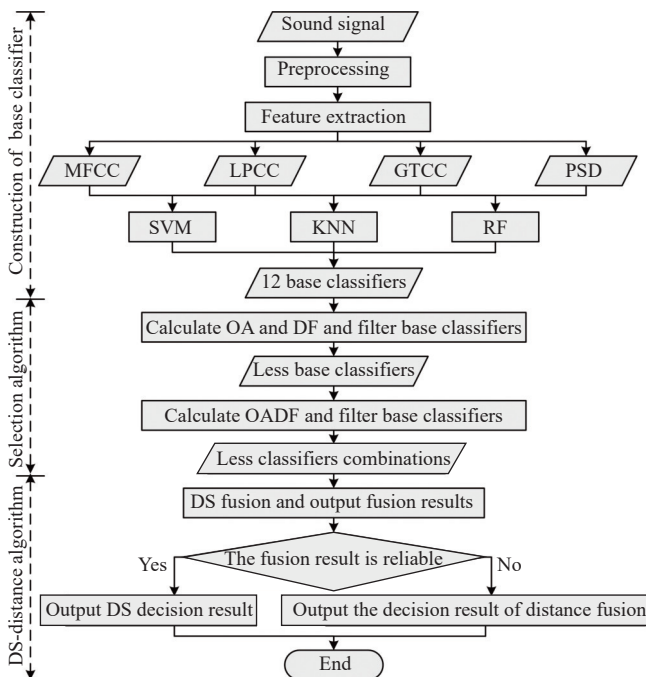 Construction of base classifier
Sound signal
Preprocessing
Feature extraction
MFCC
LPCC
GTCC
PSD
SVM
KNN
RF
12 base classifiers
Selection algorithm
Calculate OA and DF and filter base classifiers
Less base classifiers
Calculate OADF and filter base classifiers
Less classifiers combinations
DS-distance algorithm
DS fusion and output fusion results
The fusion result is reliable
Yes
No
Output DS decision result
Output the decision result of distance fusion
End